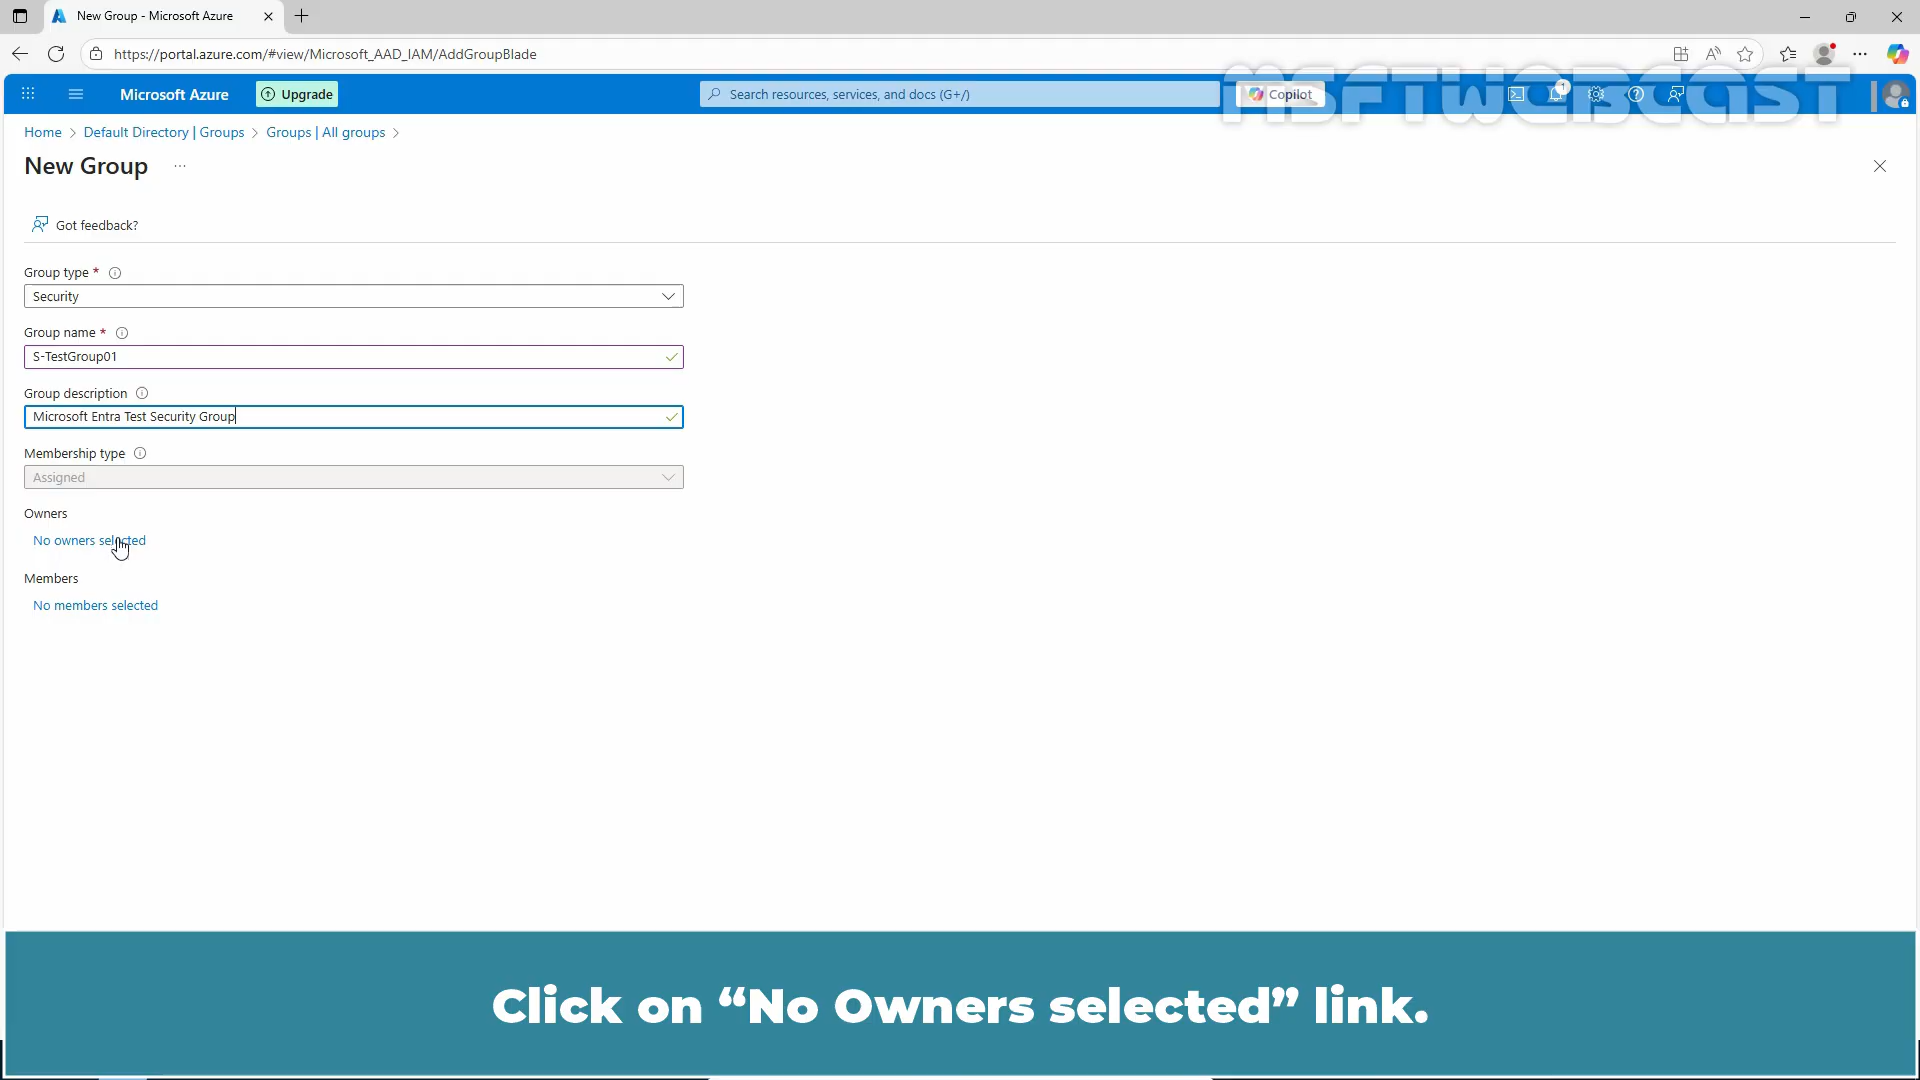 New Group - Microsoft Azure
https://portal.azure.com/#view/Microsoft_AAD_IAM/AddGroupBlade
Microsoft Azure
Upgrade
Search resources, services, and docs (G+/)
Copilot
1
MSFTWEBCAST
Home > Default Directory | Groups > Groups | All groups >
New Group
Got feedback?
Group type *
Security
Group name *
S-TestGroup01
Group description
Microsoft Entra Test Security Group
Membership type
Assigned
Owners
No owners selected
Members
No members selected
Click on “No Owners selected” link.